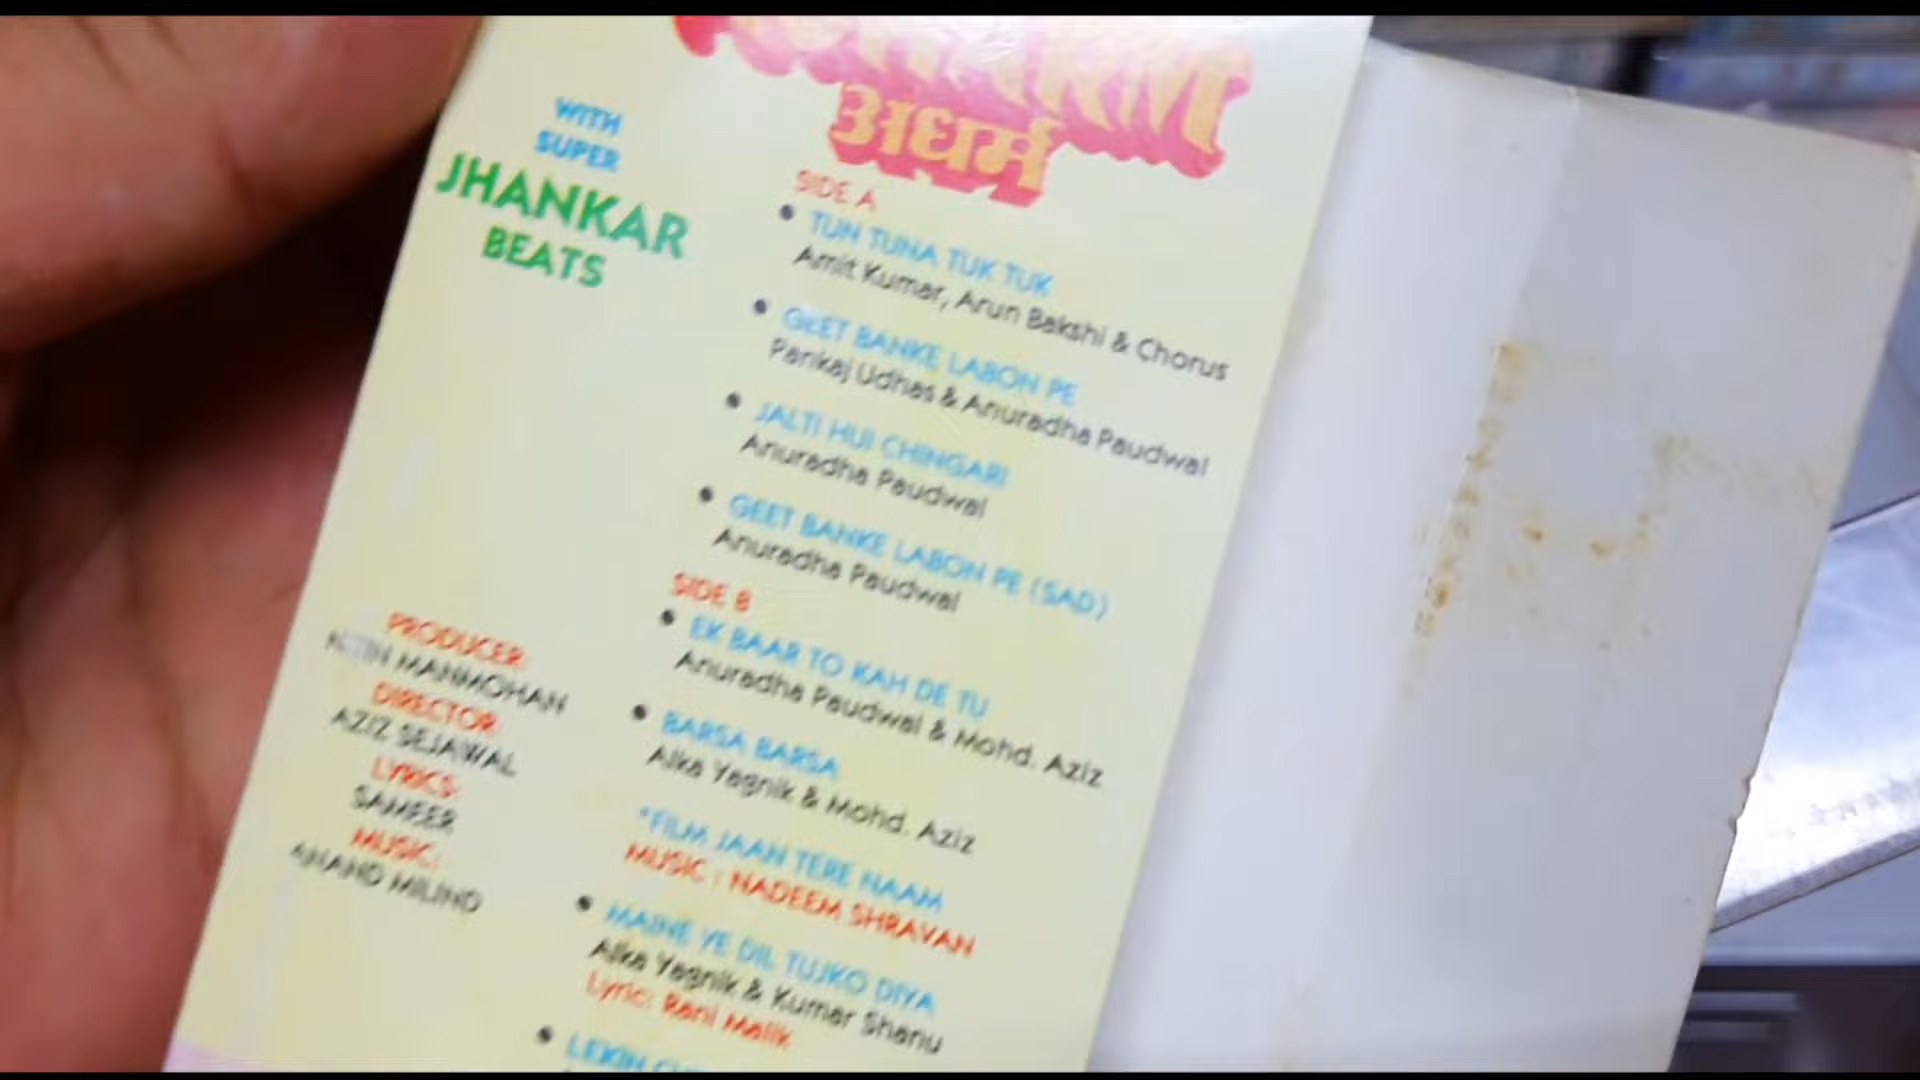 अधर्म
WITH
SUPER
JHANKAR
BEATS
SIDE A
TUN TUNA TUK TUK
Amit Kumar, Arun Bakshi & Chorus
GEET BANKE LABON PE
Pankaj Udhas & Anuradha Paudwal
JALTI HUI CHINGARI
Anuradha Paudwal
GEET BANKE LABON PE (SAD)
Anuradha Paudwal
SIDE B
EK BAAR TO KAH DE TU
Anuradha Paudwal & Mohd. Aziz
BARSA BARSA
Alka Yagnik & Mohd. Aziz
*FILM JAAN TERE NAAM
MUSIC : NADEEM SHRAVAN
MAINE YE DIL TUJKO DIYA
Alka Yagnik & Kumar Shanu
Lyric: Rani Malik
LEKIN
PRODUCER
MANMOHAN
DIRECTOR
AZIZ SEJAWAL
LYRICS
SAMEER
MUSIC:
ANAND MILIND